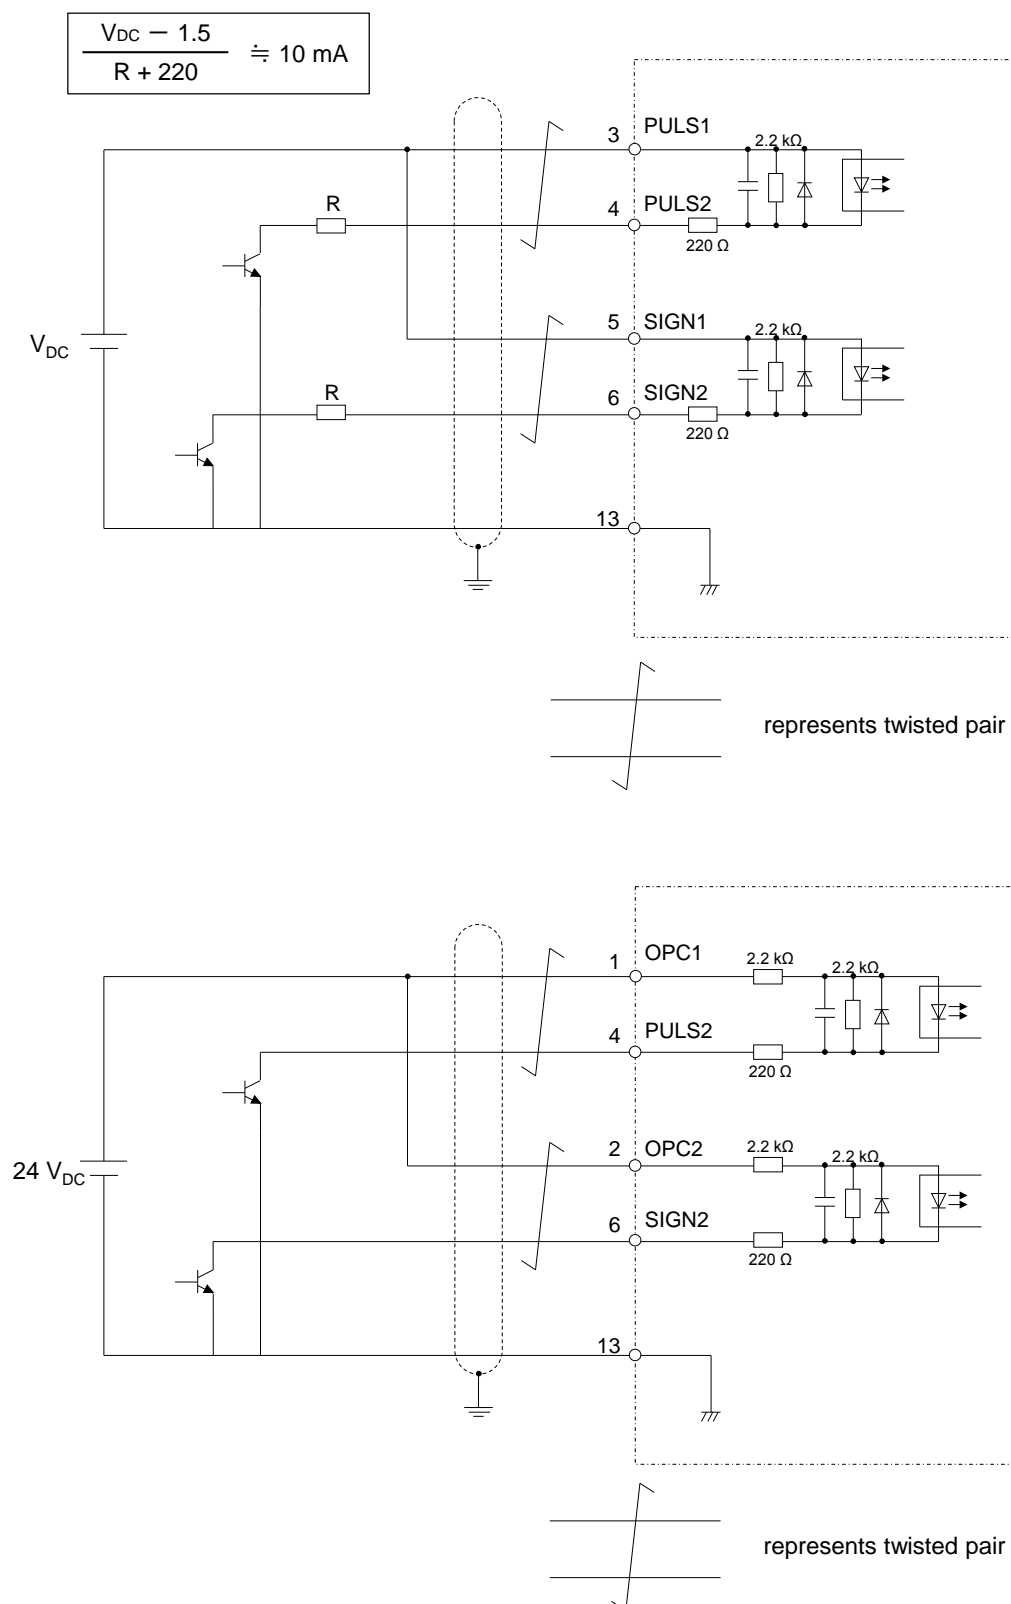 VDC － 1.5
R + 220
≒ 10 mA
3
PULS1
2.2 kΩ
R
4
PULS2
220 Ω
5
SIGN1
2.2 kΩ
VDC
R
6
SIGN2
220 Ω
13
represents twisted pair
1
OPC1
2.2 kΩ
2.2 kΩ
4
PULS2
220 Ω
2
OPC2
2.2 kΩ
2.2 kΩ
24 VDC
6
SIGN2
220 Ω
13
represents twisted pair